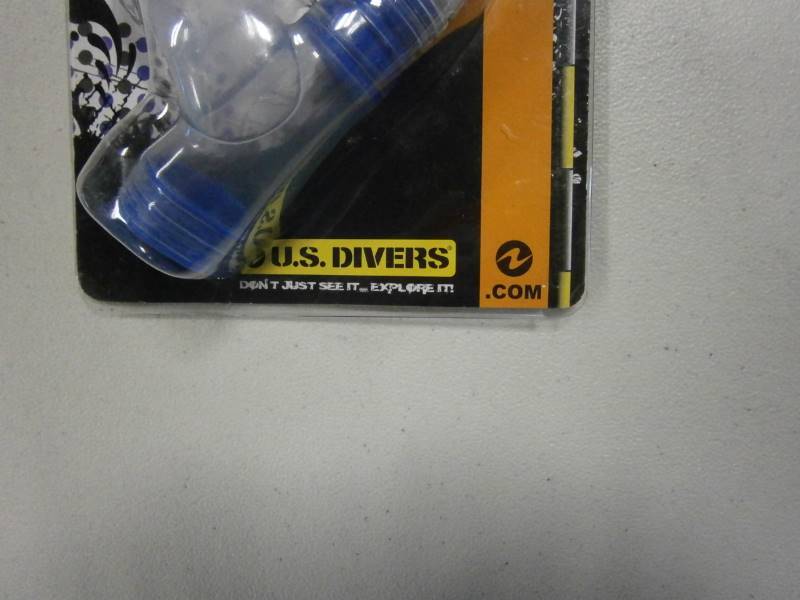 U.S. DIVERS®
DON'T JUST SEE IT... EXPLORE IT!
.COM